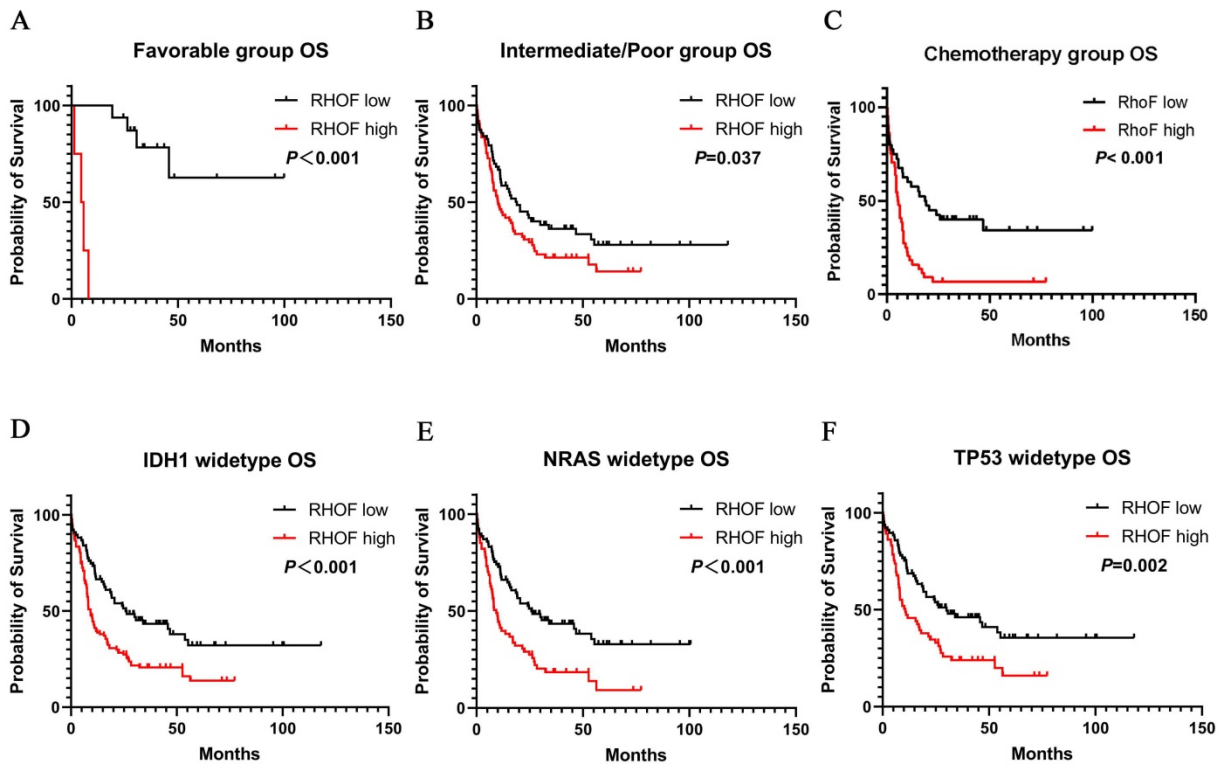 A
Favorable group OS
RHOF low
RHOF high
P<0.001
Probability of Survival
100
50
0
0 50 100 150
Months
B
Intermediate/Poor group OS
RHOF low
RHOF high
P=0.037
Probability of Survival
100
50
0
0 50 100 150
Months
C
Chemotherapy group OS
RhoF low
RhoF high
P< 0.001
Probability of Survival
100
50
0
0 50 100 150
Months
D
IDH1 widetype OS
RHOF low
RHOF high
P<0.001
Probability of Survival
100
50
0
0 50 100 150
Months
E
NRAS widetype OS
RHOF low
RHOF high
P<0.001
Probability of Survival
100
50
0
0 50 100 150
Months
F
TP53 widetype OS
RHOF low
RHOF high
P=0.002
Probability of Survival
100
50
0
0 50 100 150
Months